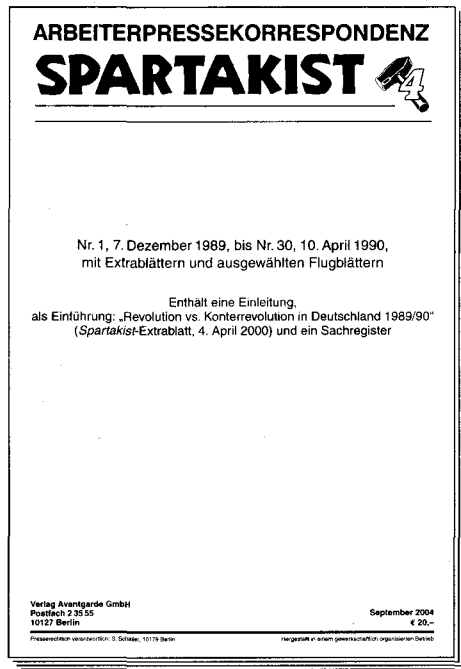 ARBEITERPRESSEKORRESPONDENZ
SPARTAKIST 4
Nr. 1, 7. Dezember 1989, bis Nr. 30, 10. April 1990,
mit Extrablättern und ausgewählten Flugblättern
Enthält eine Einleitung,
als Einführung: „Revolution vs. Konterrevolution in Deutschland 1989/90“
(Spartakist-Extrablatt, 4. April 2000) und ein Sachregister
Verlag Avantgarde GmbH
Postfach 2 35 55
10127 Berlin
September 2004
€ 20,–
Presserechtlich verantwortlich: S. Schäfer, 10179 Berlin
Hergestellt in einem gewerkschaftlich organisierten Betrieb